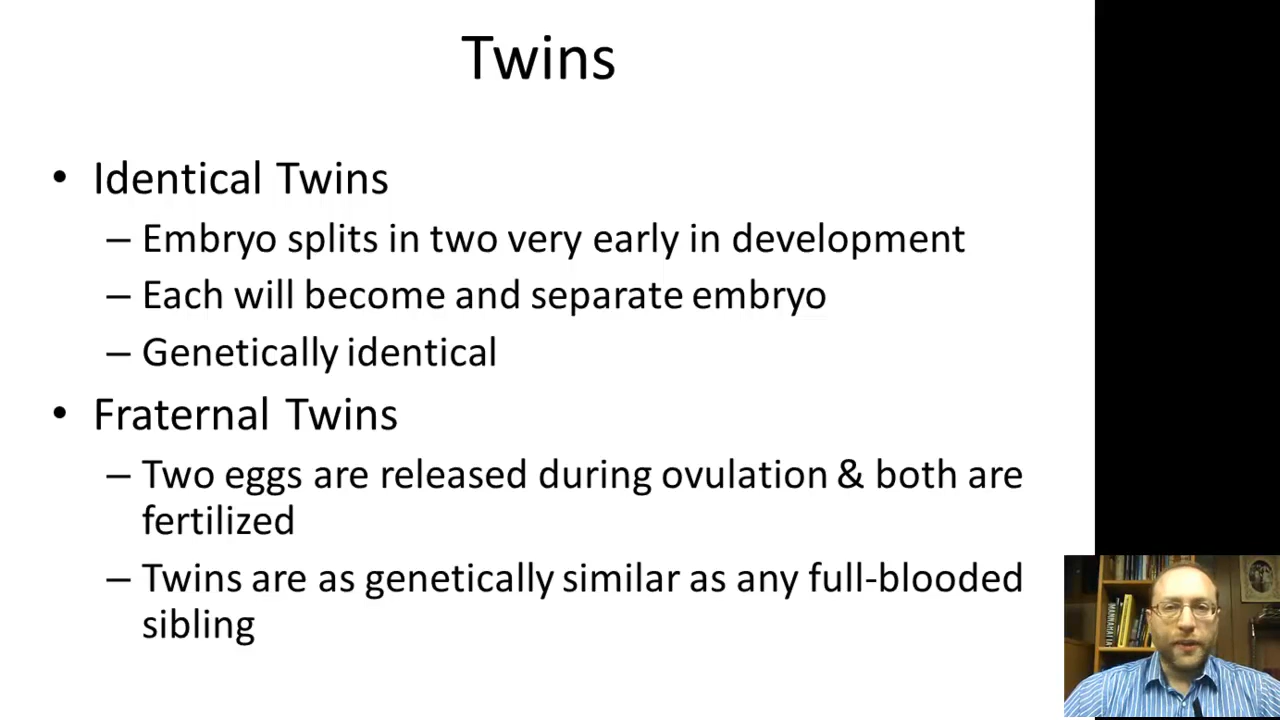 Twins
• Identical Twins
– Embryo splits in two very early in development
– Each will become and separate embryo
– Genetically identical
• Fraternal Twins
– Two eggs are released during ovulation & both are
fertilized
– Twins are as genetically similar as any full-blooded
sibling
MANNAHATTA